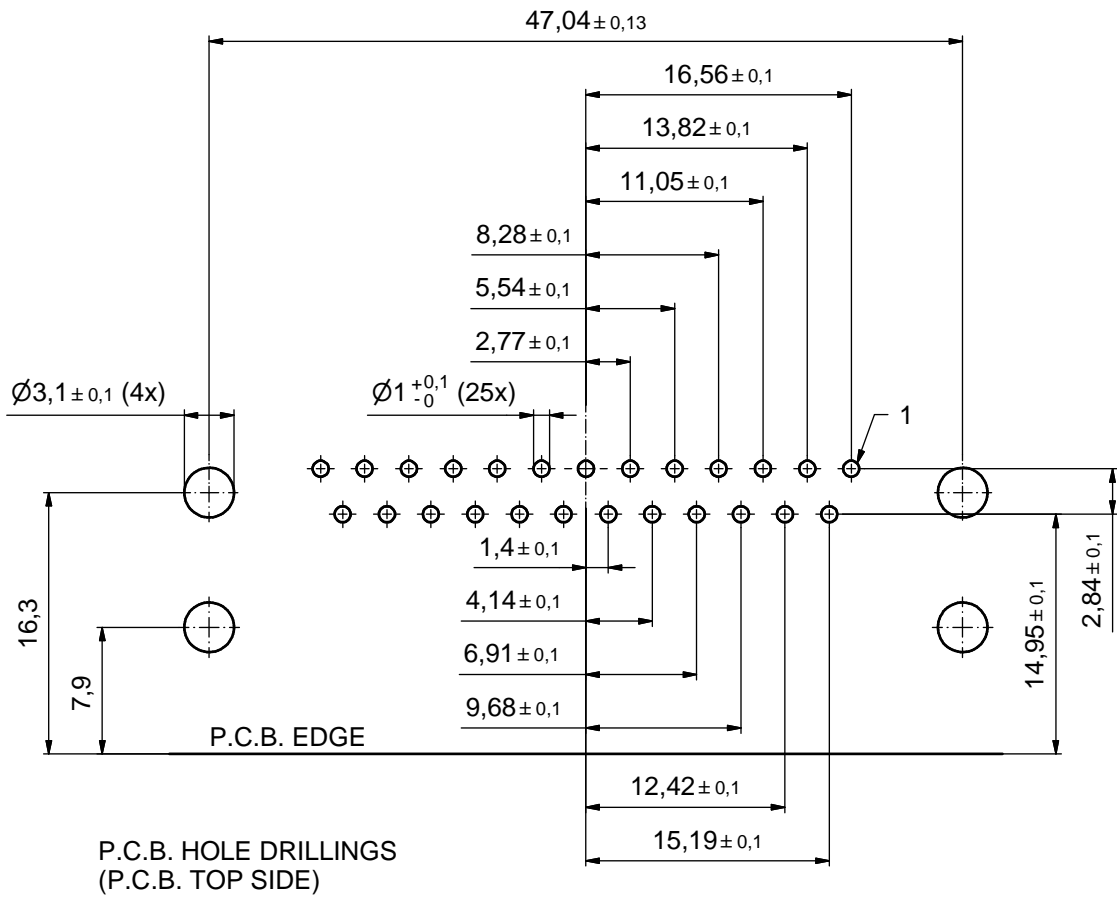 47,04 ± 0,13
16,56 ± 0,1
13,82 ± 0,1
11,05 ± 0,1
8,28 ± 0,1
5,54 ± 0,1
2,77 ± 0,1
Ø3,1 ± 0,1 (4x)
Ø1 +0,1 -0 (25x)
1
1,4 ± 0,1
4,14 ± 0,1
6,91 ± 0,1
9,68 ± 0,1
16,3
7,9
14,95 ± 0,1
2,84 ± 0,1
P.C.B. EDGE
12,42 ± 0,1
15,19 ± 0,1
P.C.B. HOLE DRILLINGS
(P.C.B. TOP SIDE)